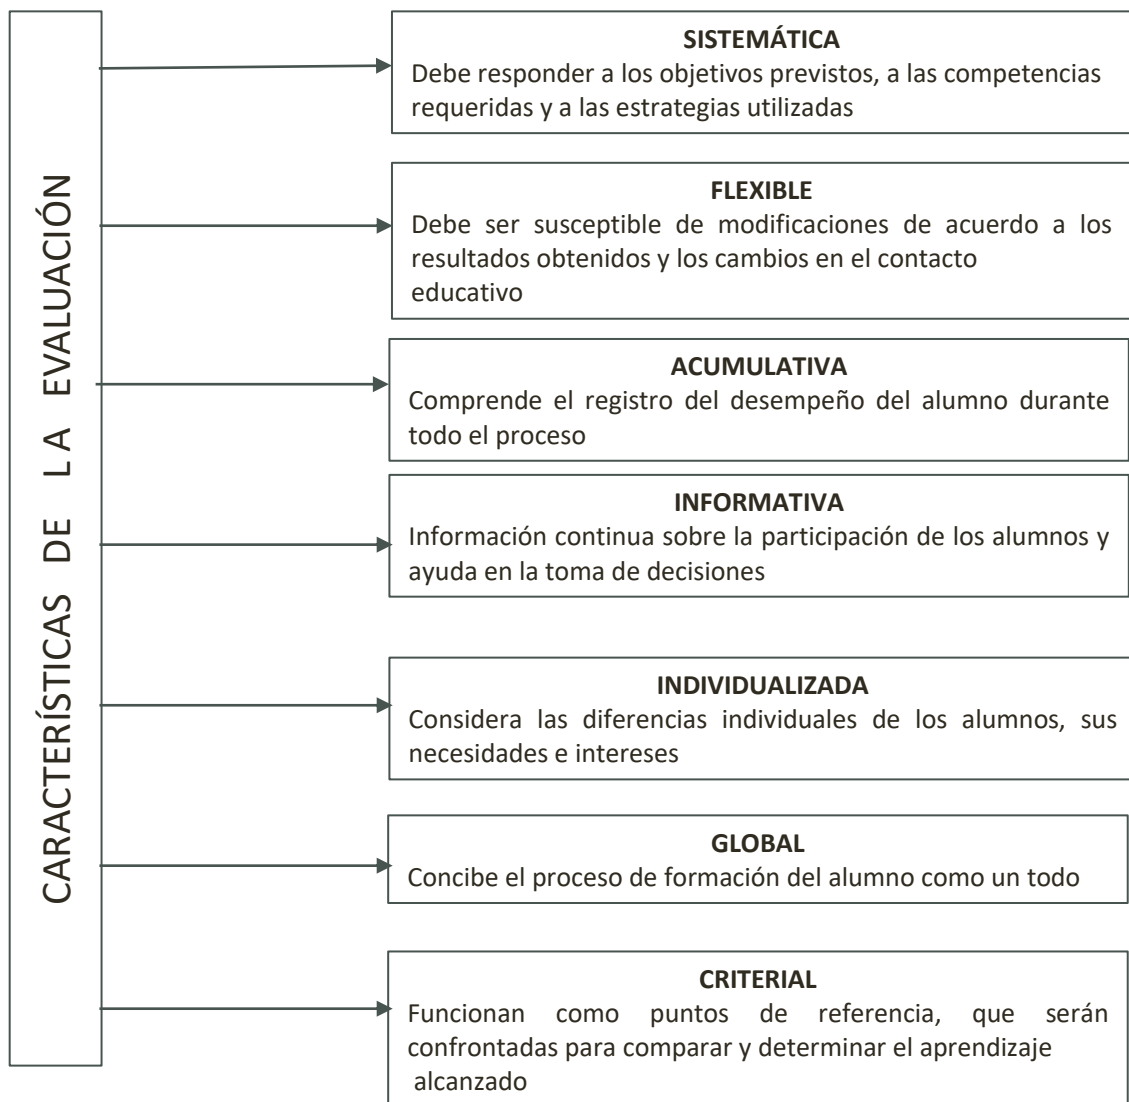 CARACTERÍSTICAS DE LA EVALUACIÓN
SISTEMÁTICA
Debe responder a los objetivos previstos, a las competencias
requeridas y a las estrategias utilizadas
FLEXIBLE
Debe ser susceptible de modificaciones de acuerdo a los
resultados obtenidos y los cambios en el contacto
educativo
ACUMULATIVA
Comprende el registro del desempeño del alumno durante
todo el proceso
INFORMATIVA
Información continua sobre la participación de los alumnos y
ayuda en la toma de decisiones
INDIVIDUALIZADA
Considera las diferencias individuales de los alumnos, sus
necesidades e intereses
GLOBAL
Concibe el proceso de formación del alumno como un todo
CRITERIAL
Funcionan como puntos de referencia, que serán
confrontadas para comparar y determinar el aprendizaje
alcanzado